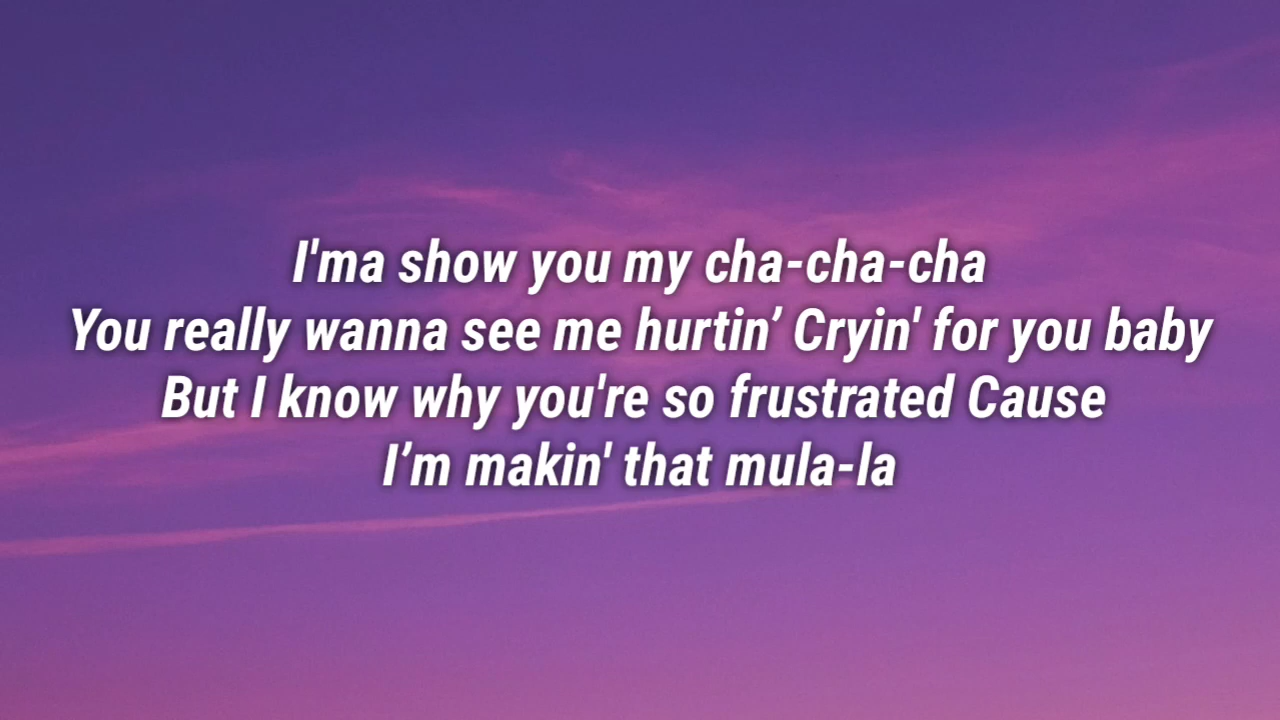 I'ma show you my cha-cha-cha
You really wanna see me hurtin’ Cryin' for you baby
But I know why you're so frustrated Cause
I’m makin' that mula-la